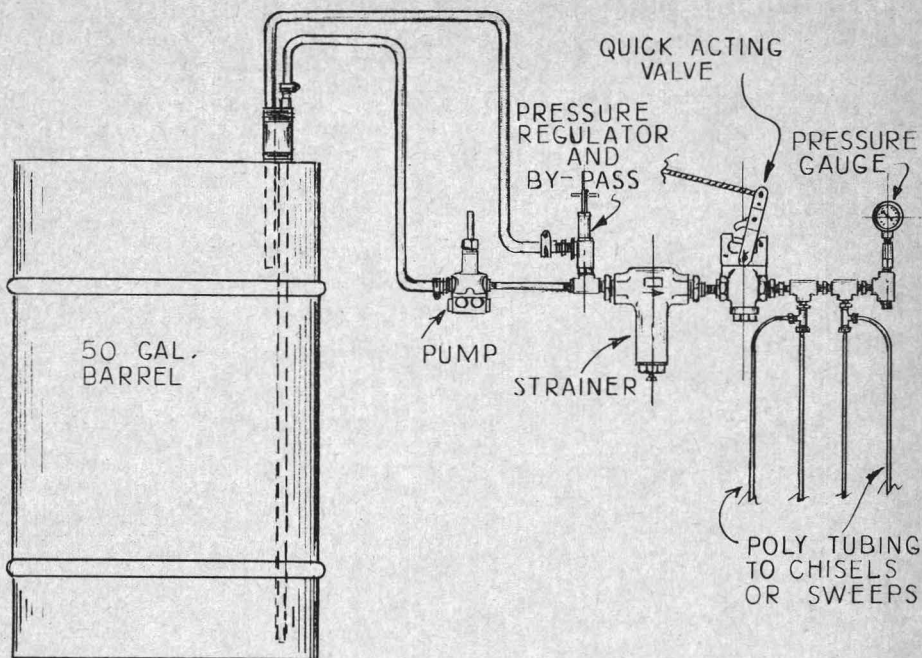 QUICK ACTING
VALVE
PRESSURE
REGULATOR
AND
BY-PASS
PRESSURE
GAUGE
50 GAL.
BARREL
PUMP
STRAINER
POLY TUBING
TO CHISELS
OR SWEEPS